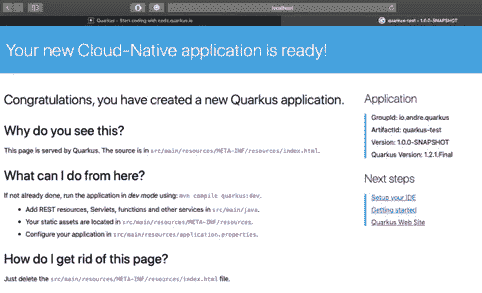 localhost
Quarkus - Start coding with code.quarkus.io
quarkus-test - 1.0.0-SNAPSHOT
Your new Cloud-Native application is ready!
Congratulations, you have created a new Quarkus application.
Why do you see this?
This page is served by Quarkus. The source is in src/main/resources/META-INF/resources/index.html.
What can I do from here?
If not already done, run the application in dev mode using: mvn compile quarkus:dev.
Add REST resources, Servlets, functions and other services in src/main/java.
Your static assets are located in src/main/resources/META-INF/resources.
Configure your application in src/main/resources/application.properties.
How do I get rid of this page?
Just delete the src/main/resources/META-INF/resources/index.html file.
Application
GroupId: io.andre.quarkus
ArtifactId: quarkus-test
Version: 1.0.0-SNAPSHOT
Quarkus Version: 1.2.1.Final
Next steps
Setup your IDE
Getting started
Quarkus Web Site